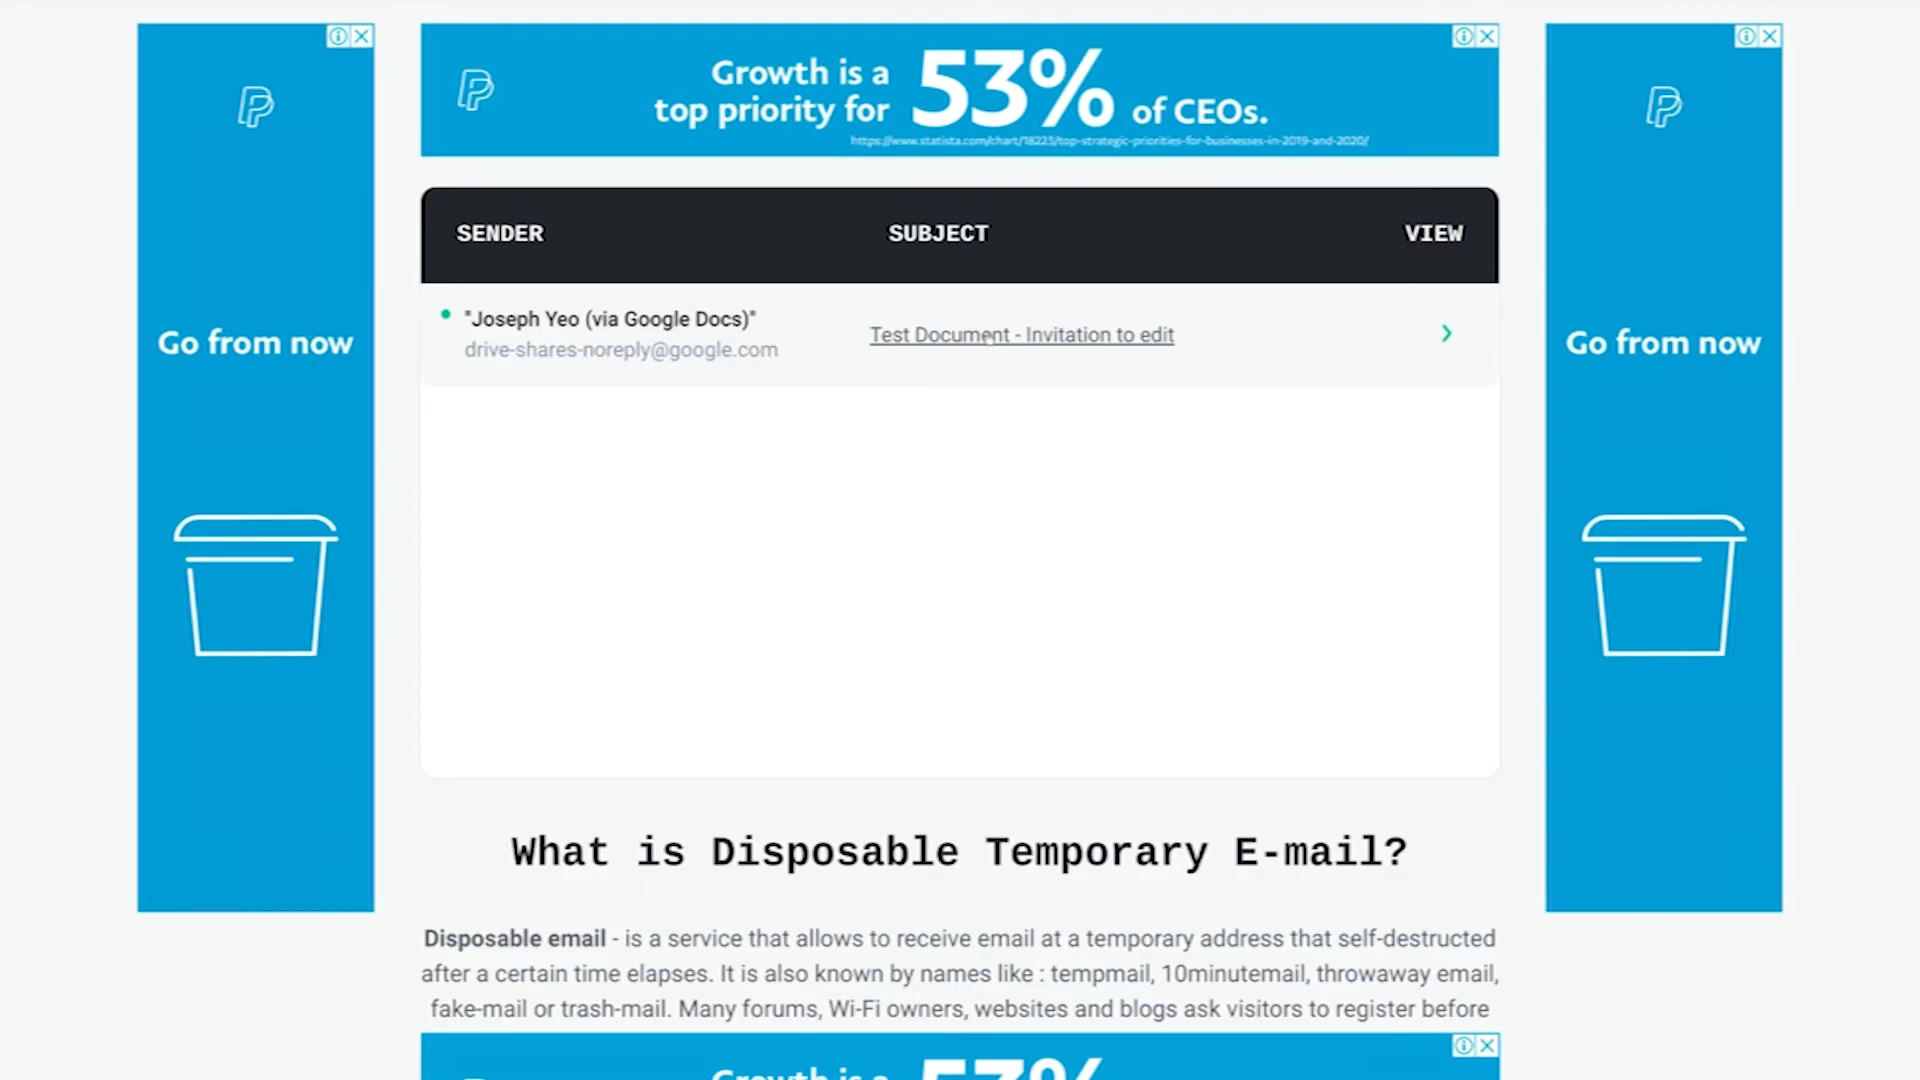 Growth is a
top priority for
53%
of CEOs.
https://www.statista.com/chart/18223/top-strategic-priorities-for-businesses-in-2019-and-2020/
Go from now
Go from now
SENDER SUBJECT VIEW
"Joseph Yeo (via Google Docs)"
drive-shares-noreply@google.com
Test Document - Invitation to edit
What is Disposable Temporary E-mail?
Disposable email - is a service that allows to receive email at a temporary address that self-destructed
after a certain time elapses. It is also known by names like : tempmail, 10minutemail, throwaway email,
fake-mail or trash-mail. Many forums, Wi-Fi owners, websites and blogs ask visitors to register before
Growth is a
53%